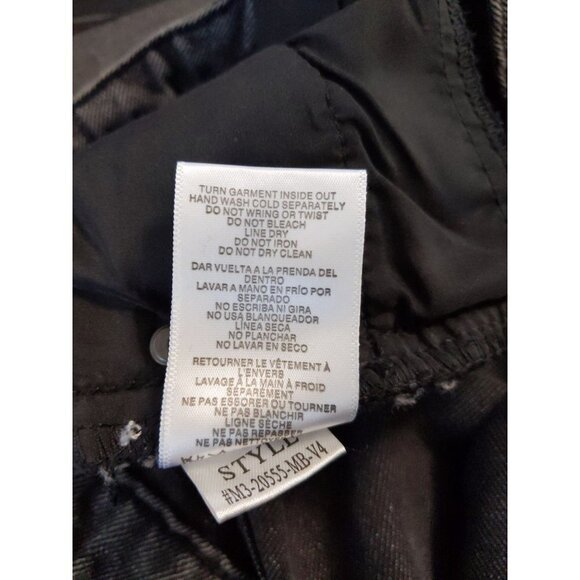 TURN GARMENT INSIDE OUT
HAND WASH COLD SEPARATELY
DO NOT WRING OR TWIST
DO NOT BLEACH
LINE DRY
DO NOT IRON
DO NOT DRY CLEAN
DAR VUELTA A LA PRENDA DEL
DENTRO
LAVAR A MANO EN FRÍO POR
SEPARADO
NO ESCRIBA NI GIRA
NO USA BLANQUEADOR
LÍNEA SECA
NO PLANCHAR
NO LAVAR EN SECO
RETOURNER LE VÊTEMENT À
L'ENVERS
LAVAGE À LA MAIN À FROID
SÉPARÉMENT
NE PAS ESSORER OU TOURNER
NE PAS BLANCHIR
LIGNE SÈCHE
NE PAS REPASSER
NE PAS
STYLE
#M3-20555-MB-V4